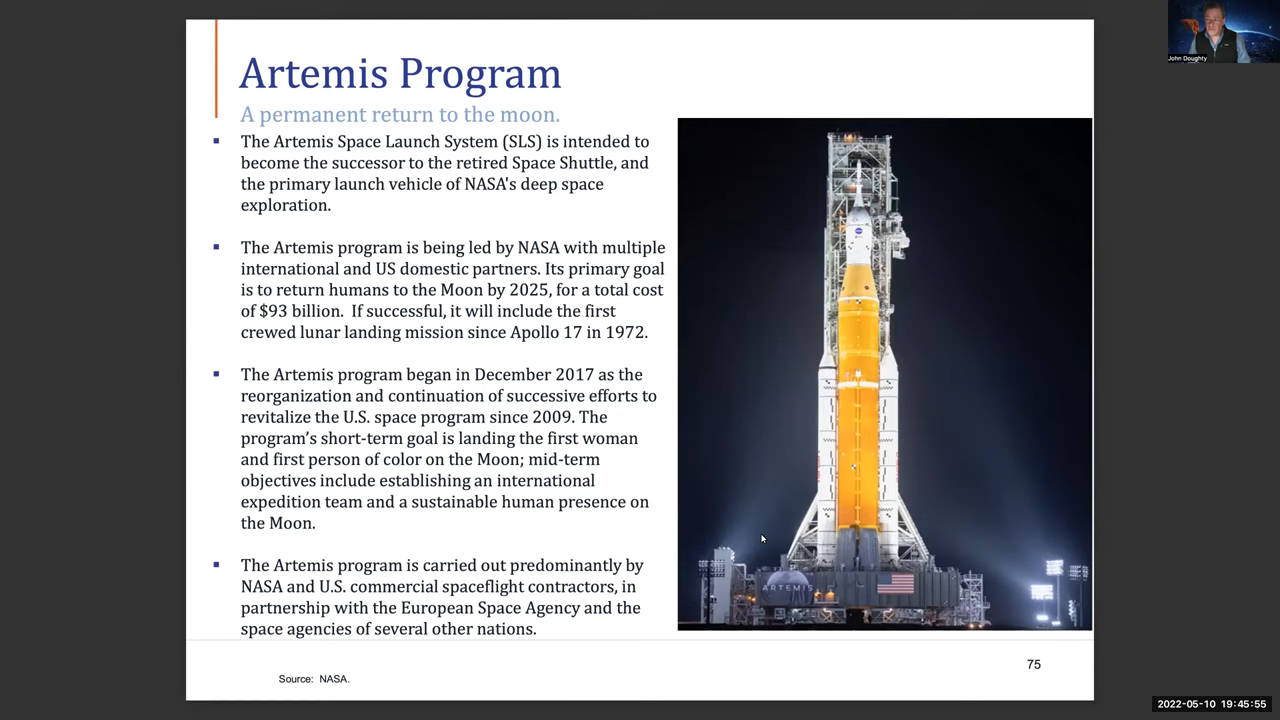 John Doughty
Artemis Program
A permanent return to the moon.
▪ The Artemis Space Launch System (SLS) is intended to
become the successor to the retired Space Shuttle, and
the primary launch vehicle of NASA's deep space
exploration.
▪ The Artemis program is being led by NASA with multiple
international and US domestic partners. Its primary goal
is to return humans to the Moon by 2025, for a total cost
of $93 billion.  If successful, it will include the first
crewed lunar landing mission since Apollo 17 in 1972.
▪ The Artemis program began in December 2017 as the
reorganization and continuation of successive efforts to
revitalize the U.S. space program since 2009. The
program’s short-term goal is landing the first woman
and first person of color on the Moon; mid-term
objectives include establishing an international
expedition team and a sustainable human presence on
the Moon.
▪ The Artemis program is carried out predominantly by
NASA and U.S. commercial spaceflight contractors, in
partnership with the European Space Agency and the
space agencies of several other nations.
ARTEMIS
75
Source:  NASA.
2022-05-10 19:45:55